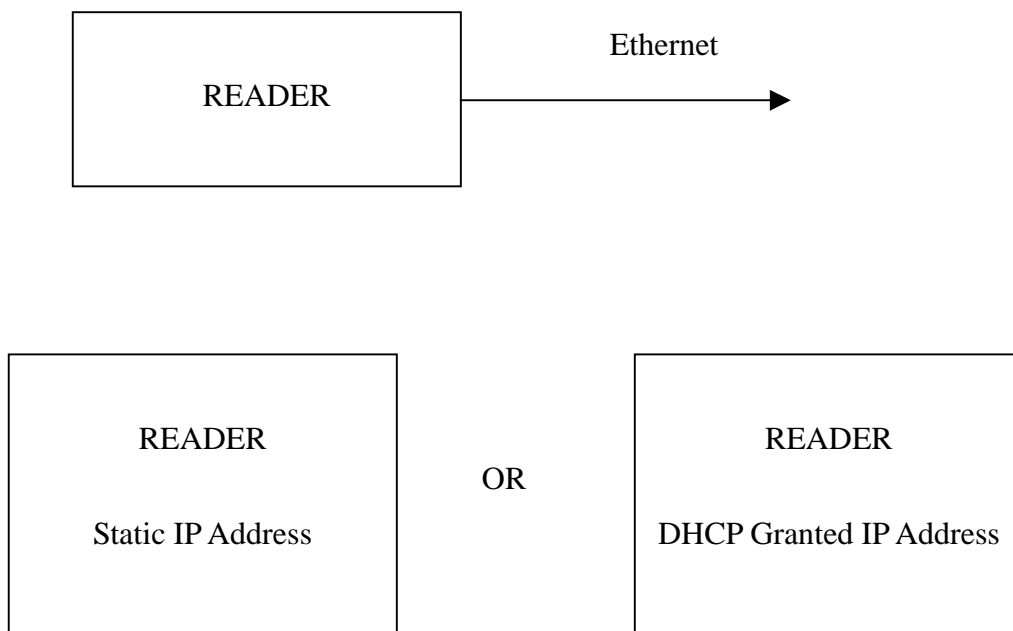 Ethernet
READER
READER
Static IP Address
OR
READER
DHCP Granted IP Address